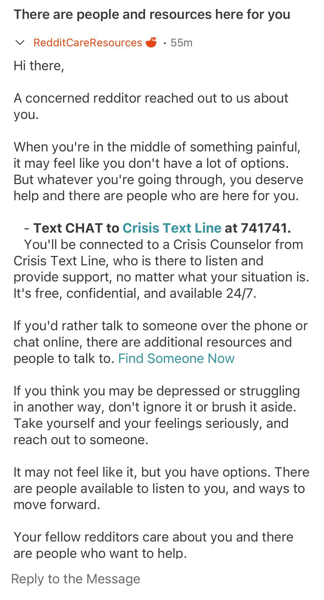 There are people and resources here for you
RedditCareResources • 55m
Hi there,
A concerned redditor reached out to us about
you.
When you're in the middle of something painful,
it may feel like you don't have a lot of options.
But whatever you're going through, you deserve
help and there are people who are here for you.
- Text CHAT to Crisis Text Line at 741741.
You'll be connected to a Crisis Counselor from
Crisis Text Line, who is there to listen and
provide support, no matter what your situation is.
It's free, confidential, and available 24/7.
If you'd rather talk to someone over the phone or
chat online, there are additional resources and
people to talk to. Find Someone Now
If you think you may be depressed or struggling
in another way, don't ignore it or brush it aside.
Take yourself and your feelings seriously, and
reach out to someone.
It may not feel like it, but you have options. There
are people available to listen to you, and ways to
move forward.
Your fellow redditors care about you and there
are people who want to help.
Reply to the Message